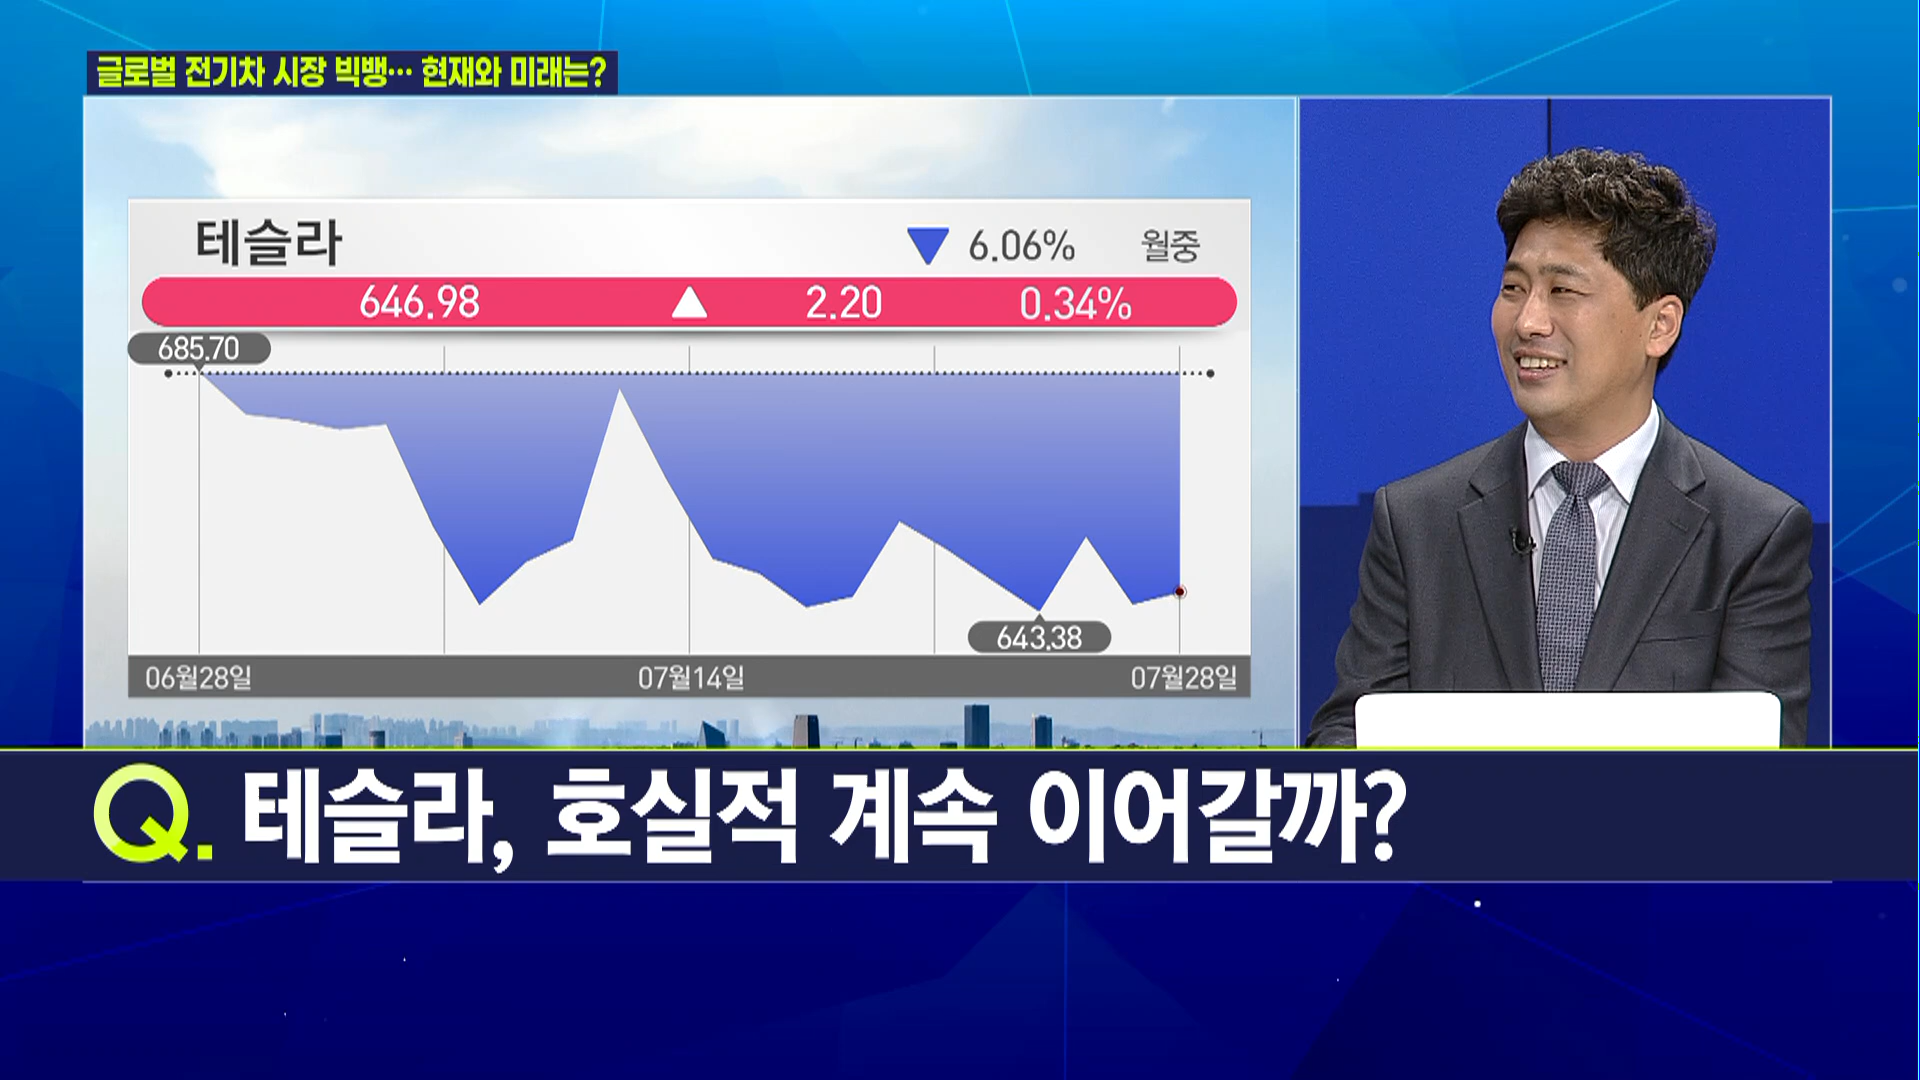 글로벌 전기차 시장 빅뱅… 현재와 미래는?
테슬라 ▼ 6.06% 월중
646.98 ▲ 2.20 0.34%
685.70
643.38
06월28일 07월14일 07월28일
Q. 테슬라, 호실적 계속 이어갈까?